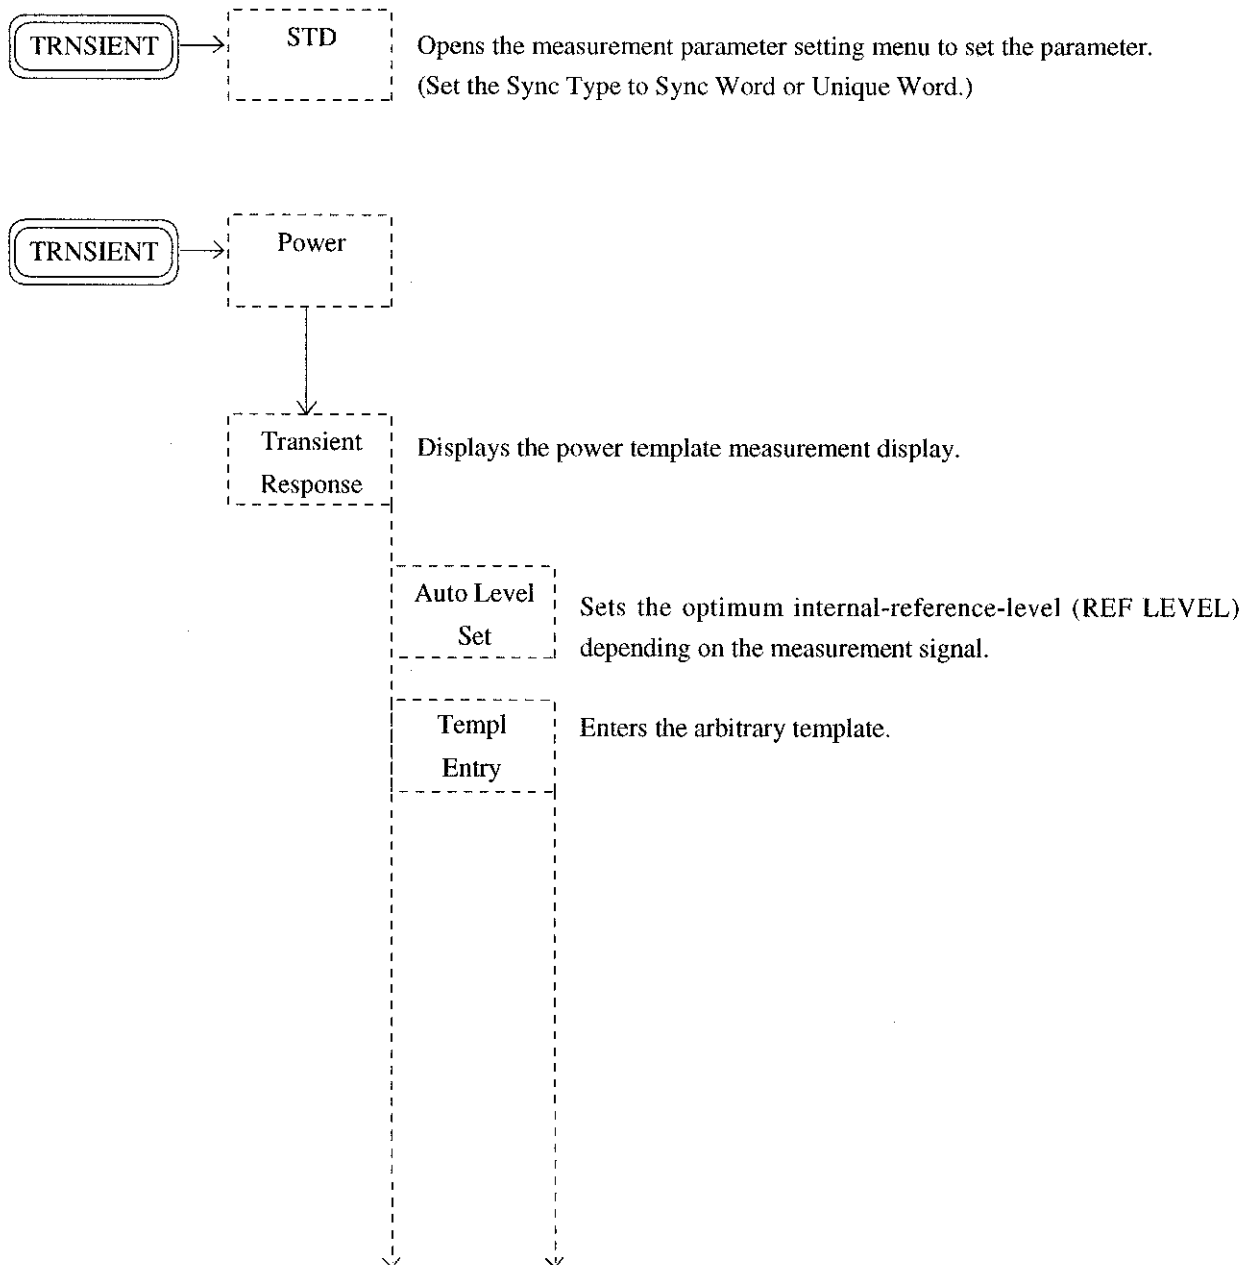 TRNSIENT
STD
Opens the measurement parameter setting menu to set the parameter.
(Set the Sync Type to Sync Word or Unique Word.)
TRNSIENT
Power
Transient
Response
Displays the power template measurement display.
Auto Level
Set
Sets the optimum internal-reference-level (REF LEVEL)
depending on the measurement signal.
Templ
Entry
Enters the arbitrary template.